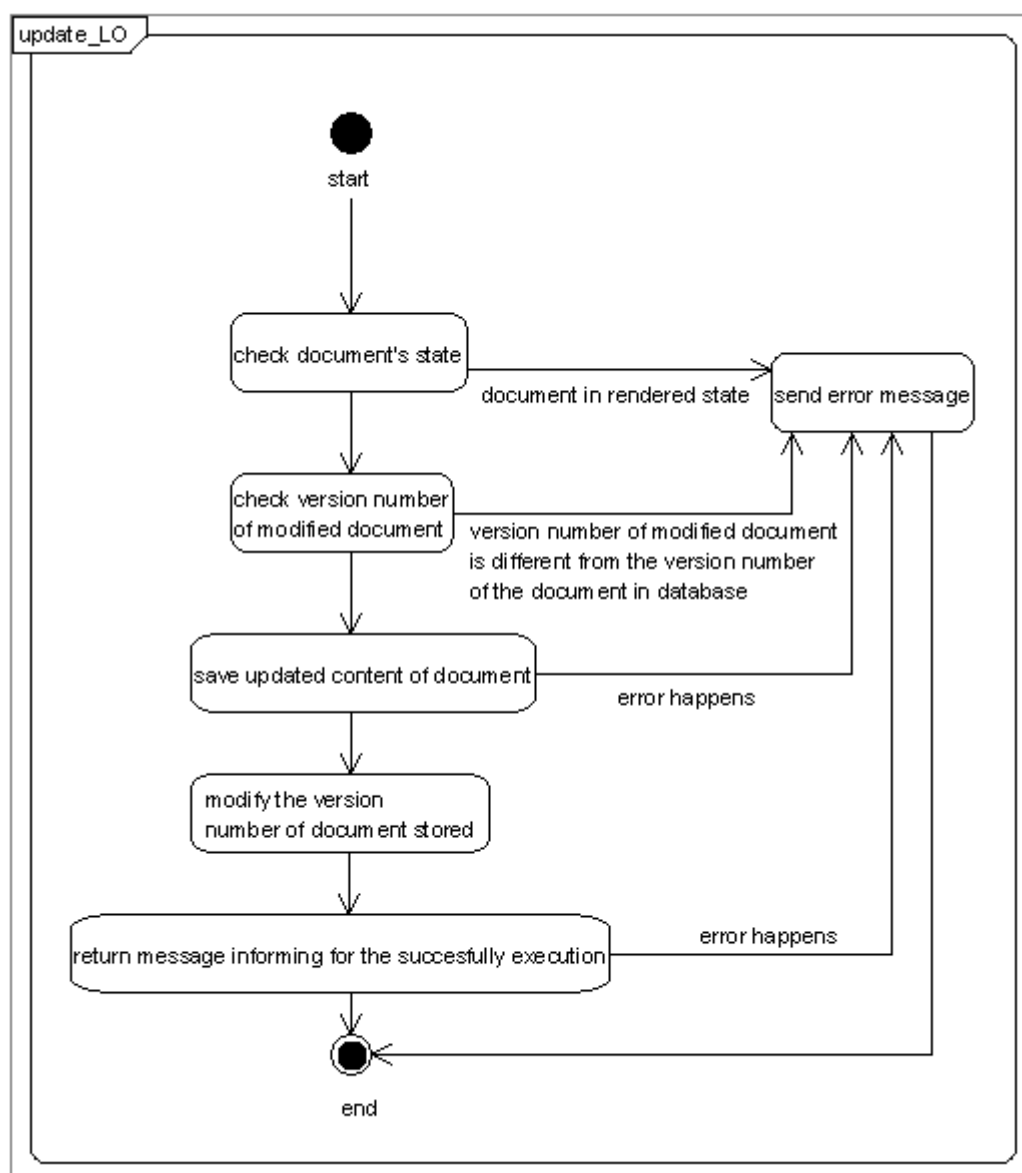 update_LO
start
check document's state
document in rendered state
send error message
check version number
of modified document
version number of modified document
is different from the version number
of the document in database
save updated content of document
error happens
modify the version
number of document stored
error happens
return message informing for the succesfully execution
end